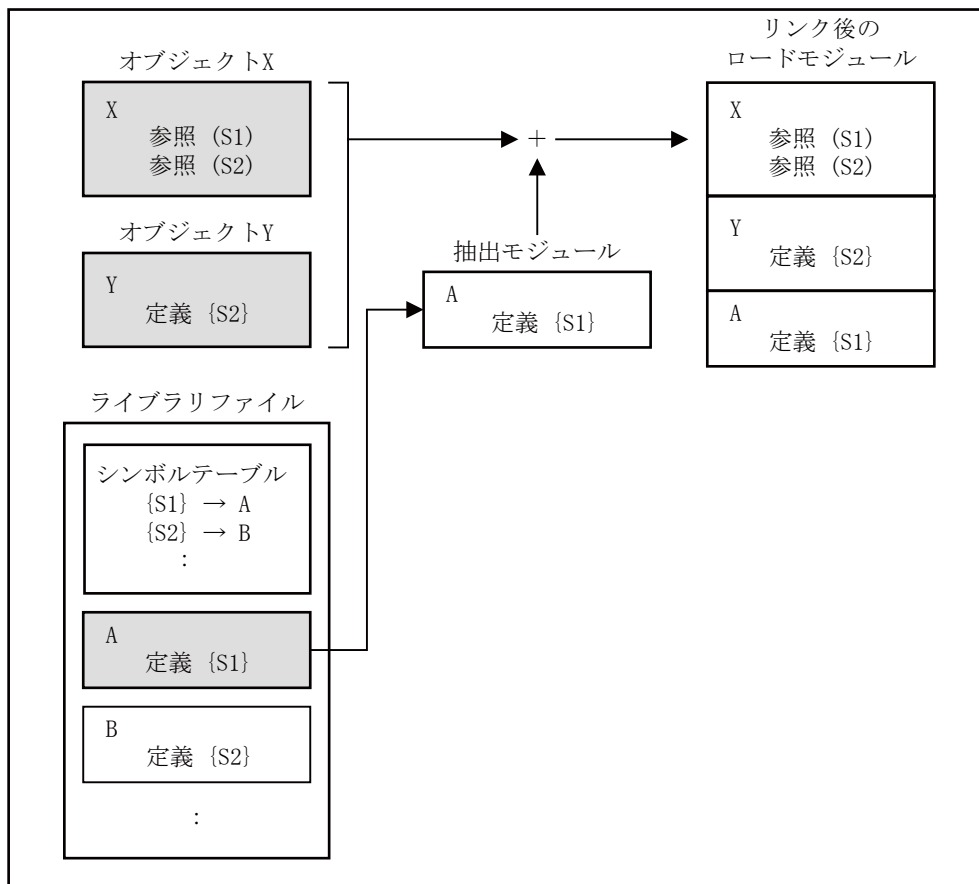 オブジェクトX
X
参照 (S1)
参照 (S2)
オブジェクトY
Y
定義 {S2}
ライブラリファイル
シンボルテーブル
{S1} → A
{S2} → B
:
A
定義 {S1}
B
定義 {S2}
:
+
抽出モジュール
A
定義 {S1}
リンク後の
ロードモジュール
X
参照 (S1)
参照 (S2)
Y
定義 {S2}
A
定義 {S1}